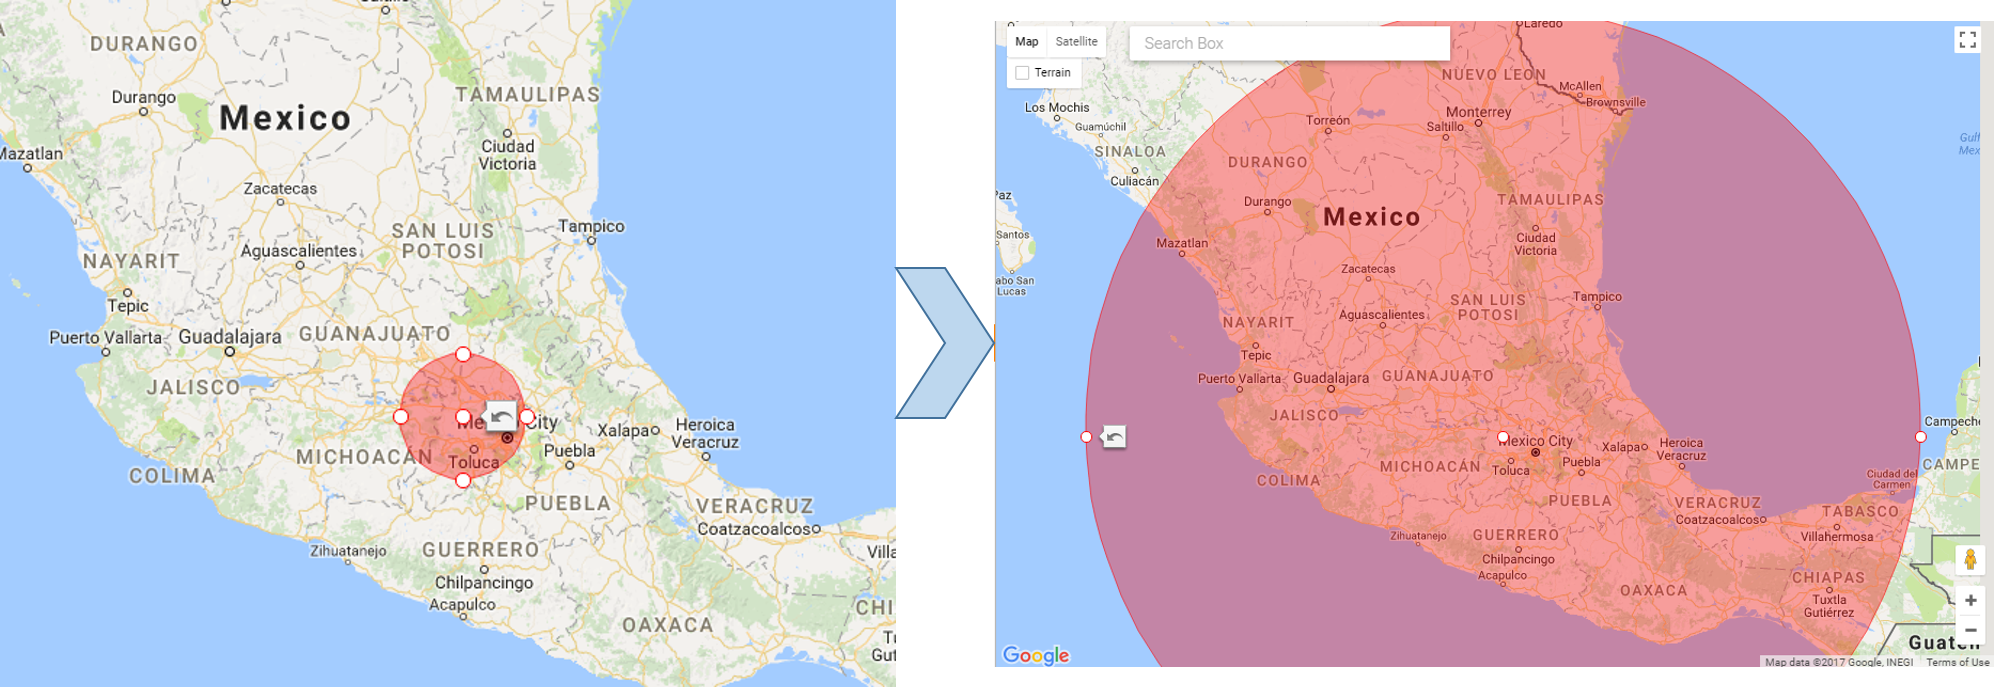 DURANGO
Durango
Mexico
TAMAULIPAS
Mazatlan
Ciudad
Victoria
Zacatecas
SAN LUIS
POTOSI
Tampico
Aguascalientes
NAYARIT
Tepic
Puerto Vallarta
Guadalajara
GUANAJUATO
JALISCO
City
Xalapa
Heroica
Veracruz
MICHOACÁN
Toluca
Puebla
COLIMA
PUEBLA
VERACRUZ
Coatzacoalcos
Zihuatanejo
GUERRERO
Villa
Chilpancingo
Acapulco
CHI
OAXACA
Tu
Gut
Map
Satellite
Search Box
Terrain
Laredo
NUEVO LEON
McAllen
Brownsville
Los Mochis
Guamúchil
Torreón
Monterrey
Saltillo
Gulf
Mex
SINALOA
DURANGO
Culiacán
Paz
Durango
TAMAULIPAS
Mexico
Santos
Mazatlan
Ciudad
Victoria
Zacatecas
abo San
Lucas
SAN LUIS
POTOSI
Tampico
Aguascalientes
NAYARIT
Tepic
Puerto Vallarta
Guadalajara
GUANAJUATO
JALISCO
Campeche
Mexico City
Xalapa
Heroica
Veracruz
MICHOACÁN
Toluca
Puebla
CAMPE
Ciudad del
Carmen
COLIMA
PUEBLA
VERACRUZ
Coatzacoalcos
TABASCO
Villahermosa
Zihuatanejo
GUERRERO
Chilpancingo
Acapulco
OAXACA
CHIAPAS
Tuxtla
Gutiérrez
Google
Map data ©2017 Google, INEGI
Terms of Use